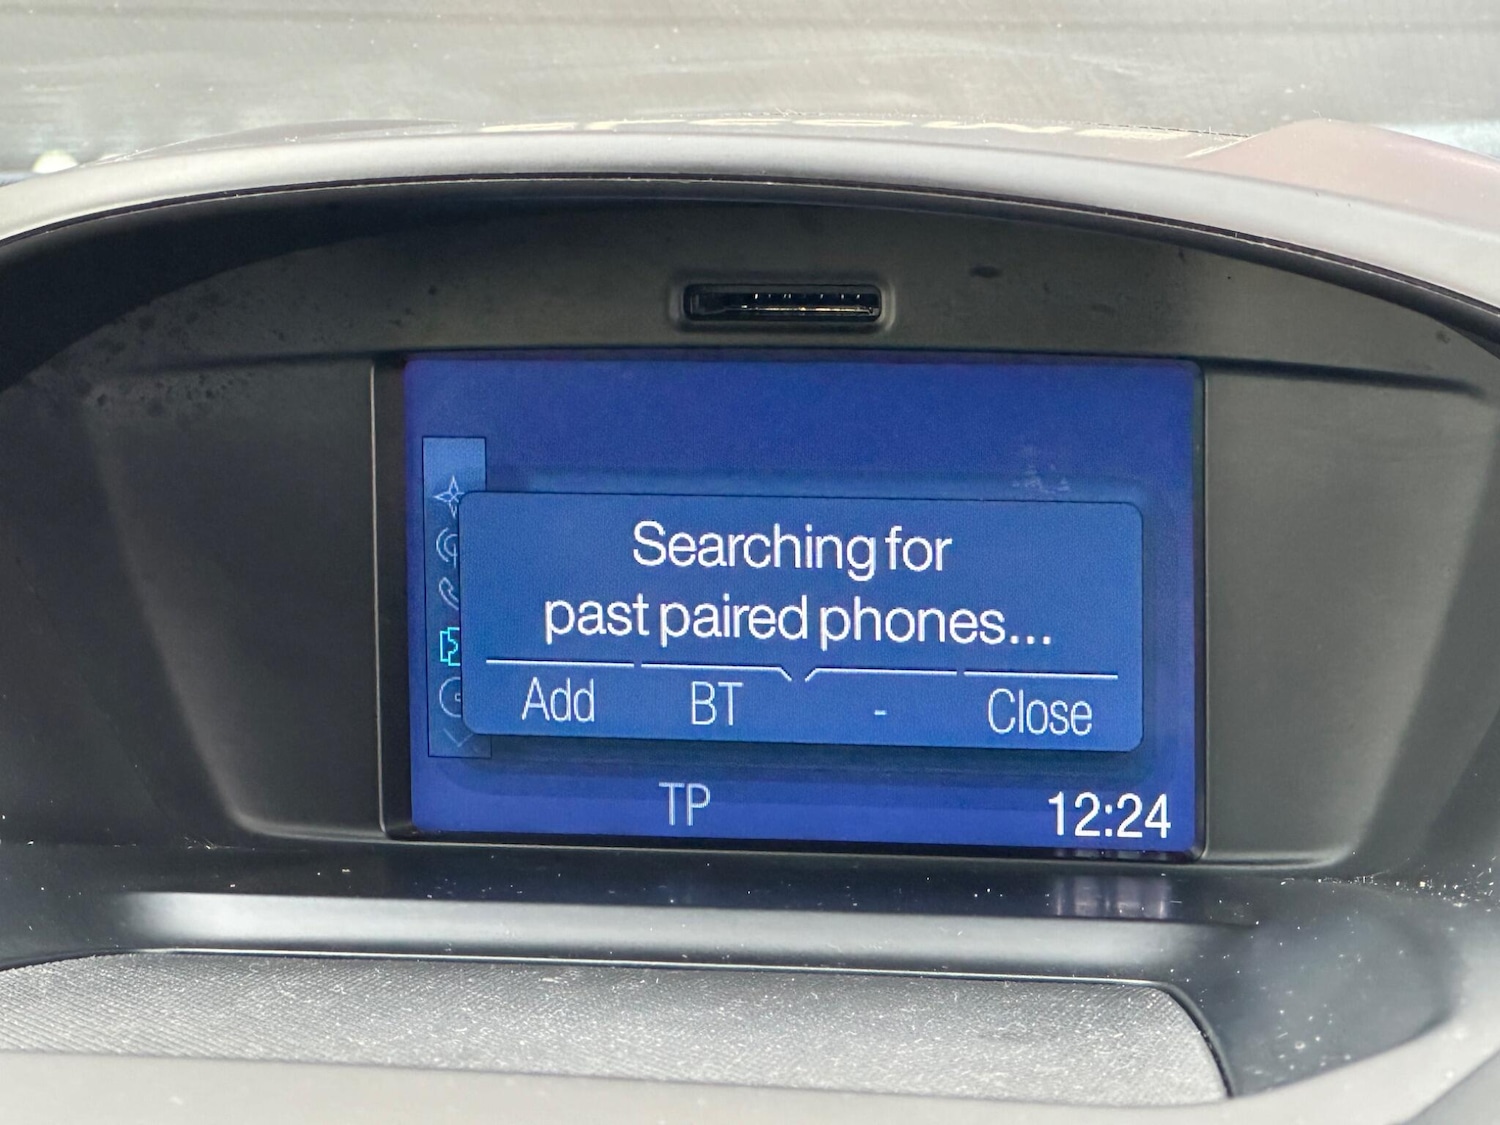 Searching for
past paired phones...
Add BT - Close
TP 12:24